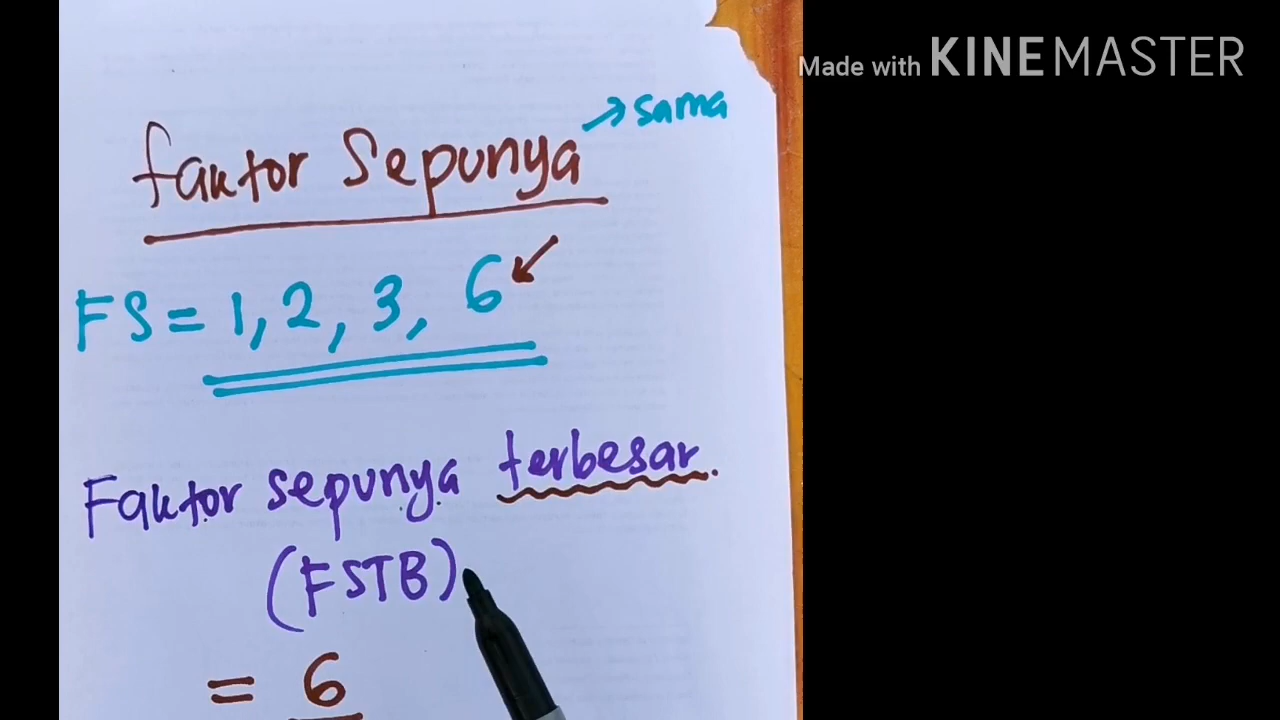 Made with KINEMASTER
→ sama
faktor Sepunya
FS = 1, 2, 3, 6
Faktor sepunya terbesar.
(FSTB)
= 6